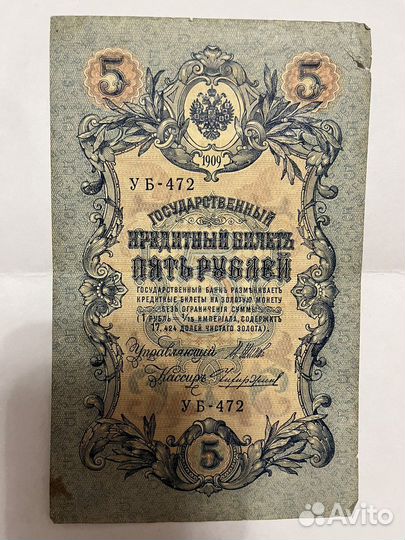 5 5
1909
УБ-472
ГОСУДАРСТВЕННЫЙ
КРЕДИТНЫЙ БИЛЕТЪ
ПЯТЬ РУБЛЕЙ
ГОСУДАРСТВЕННЫЙ БАНКЪ РАЗМѢНИВАЕТЪ
КРЕДИТНЫЕ БИЛЕТЫ НА ЗОЛОТУЮ МОНЕТУ
БЕЗЪ ОГРАНИЧЕНІЯ СУММЫ
(1 РУБЛЬ = 1/15 ИМПЕРІАЛА, СОДЕРЖИТЪ
17,424 ДОЛЕЙ ЧИСТАГО ЗОЛОТА).
Управляющій
Кассиръ
УБ-472
5
Avito